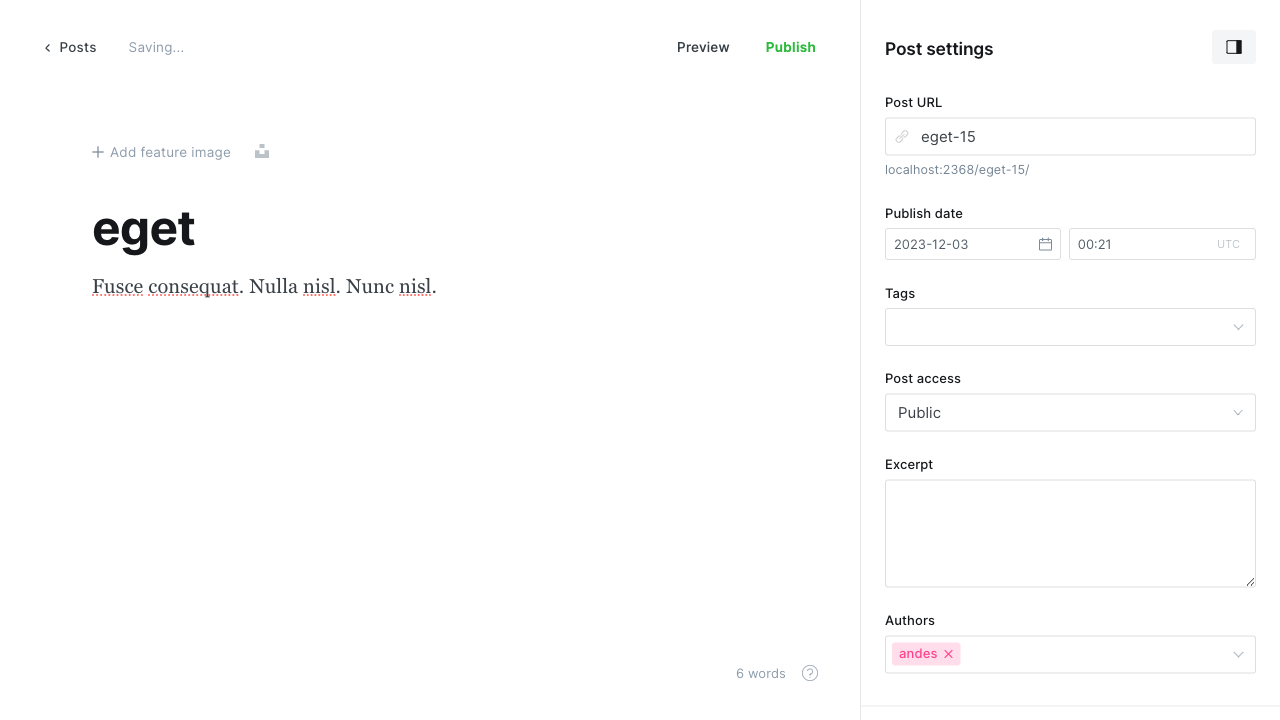 Posts
Saving...
Preview
Publish
Add feature image
eget
Fusce consequat. Nulla nisl. Nunc nisl.
6 words
?
Post settings
Post URL
eget-15
localhost:2368/eget-15/
Publish date
2023-12-03
00:21
UTC
Tags
Post access
Public
Excerpt
Authors
andes